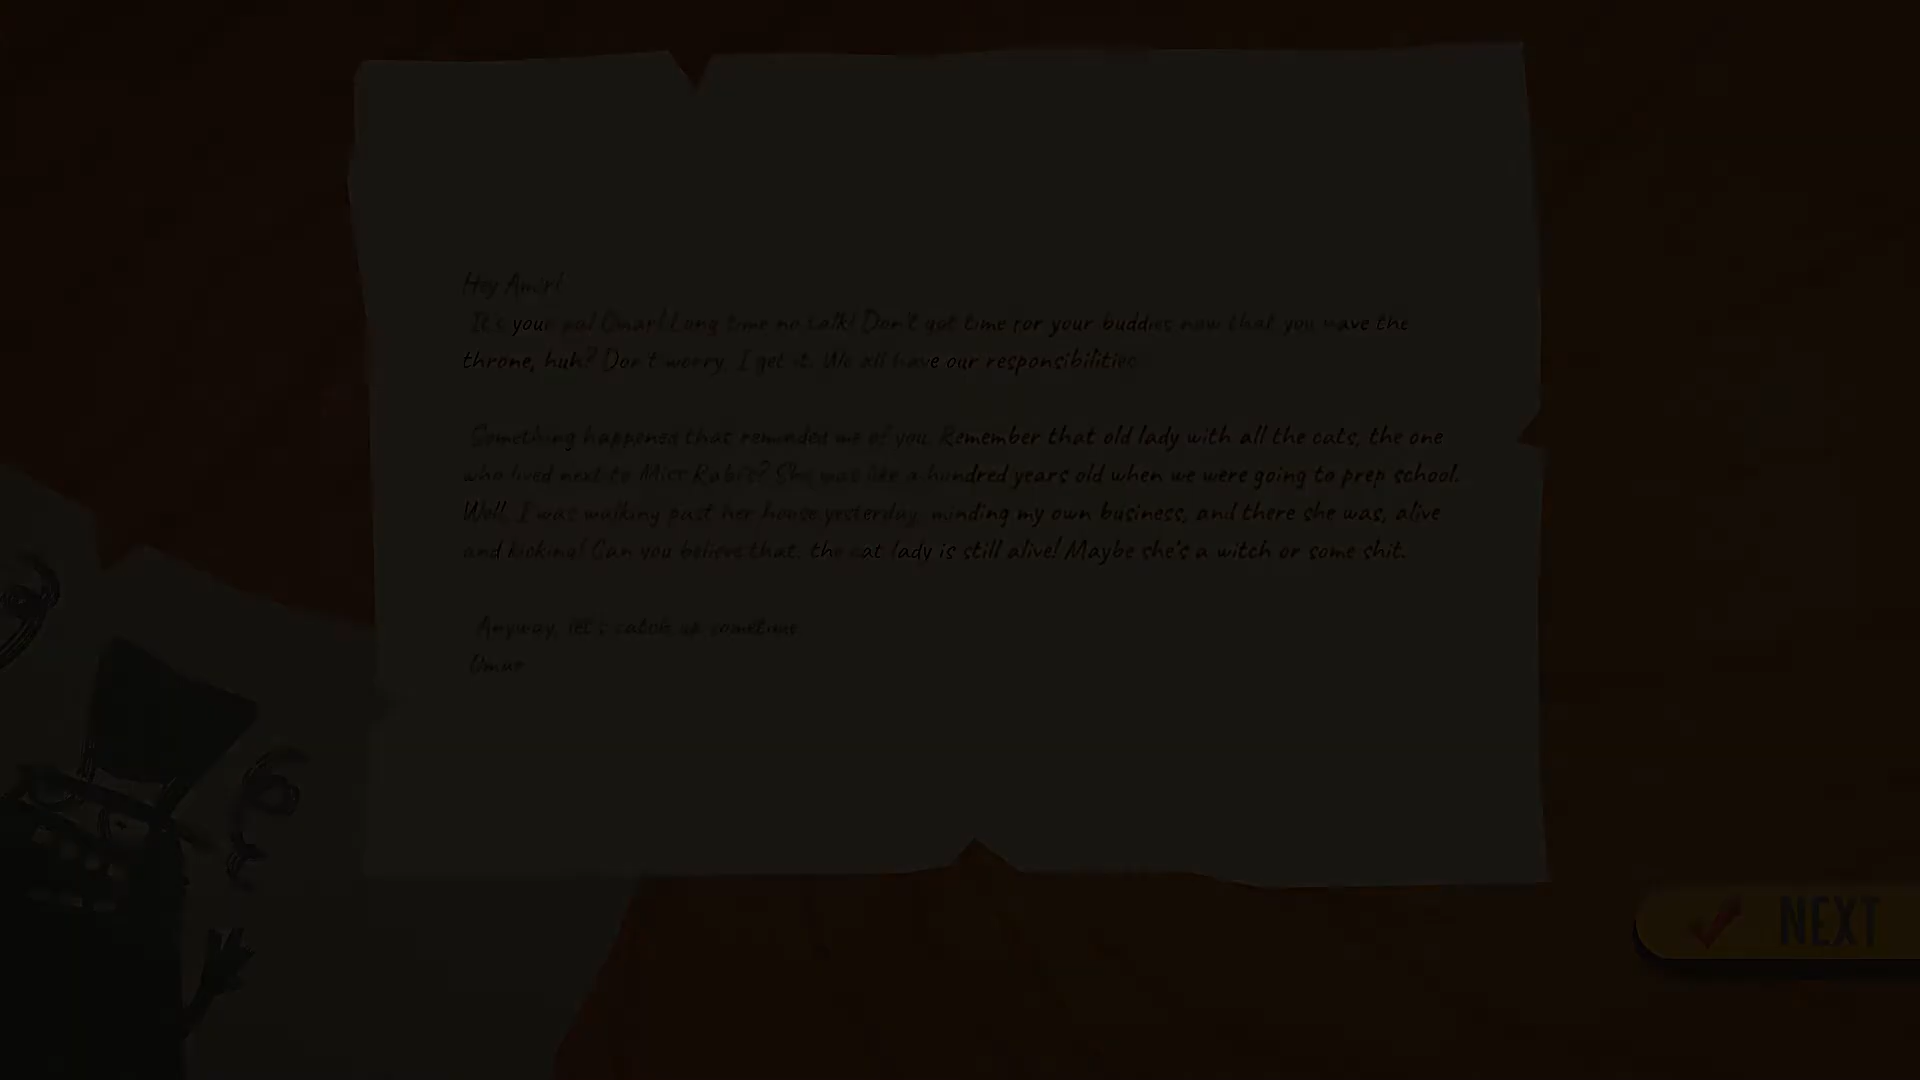 Hey Amir!
It's your pal Omar! Long time no talk! Don't got time for your buddies now that you have the
throne, huh? Don't worry, I get it. We all have our responsibilities.
Something happened that reminded me of you. Remember that old lady with all the cats, the one
who lived next to Miss Rabi's? She was like a hundred years old when we were going to prep school.
Well, I was walking past her house yesterday, minding my own business, and there she was, alive
and kicking! Can you believe that, the cat lady is still alive! Maybe she's a witch or some shit.
Anyway, let's catch up sometime.
NEXT